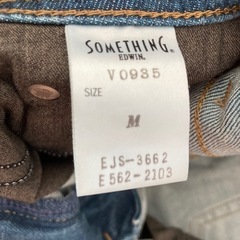 SOMETHING®
EDWIN.
V0935
SIZE
M
EJS-3662
E562-2103